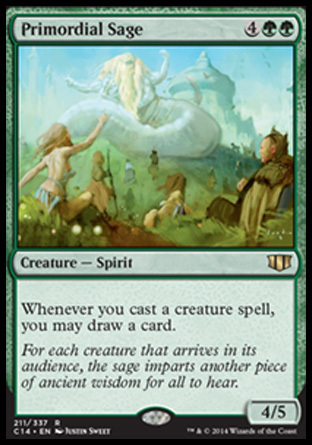 Primordial Sage 4
Creature — Spirit
Whenever you cast a creature spell,
you may draw a card.
For each creature that arrives in its
audience, the sage imparts another piece
of ancient wisdom for all to hear.
4/5
211/337 R
C14 • EN Justin Sweet ™ & © 2014 Wizards of the Coast